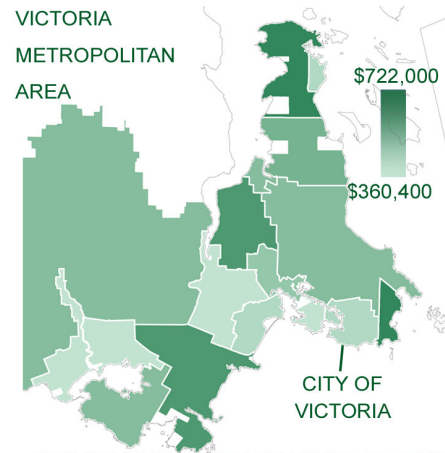 VICTORIA
METROPOLITAN
AREA
$722,000
$360,400
CITY OF
VICTORIA